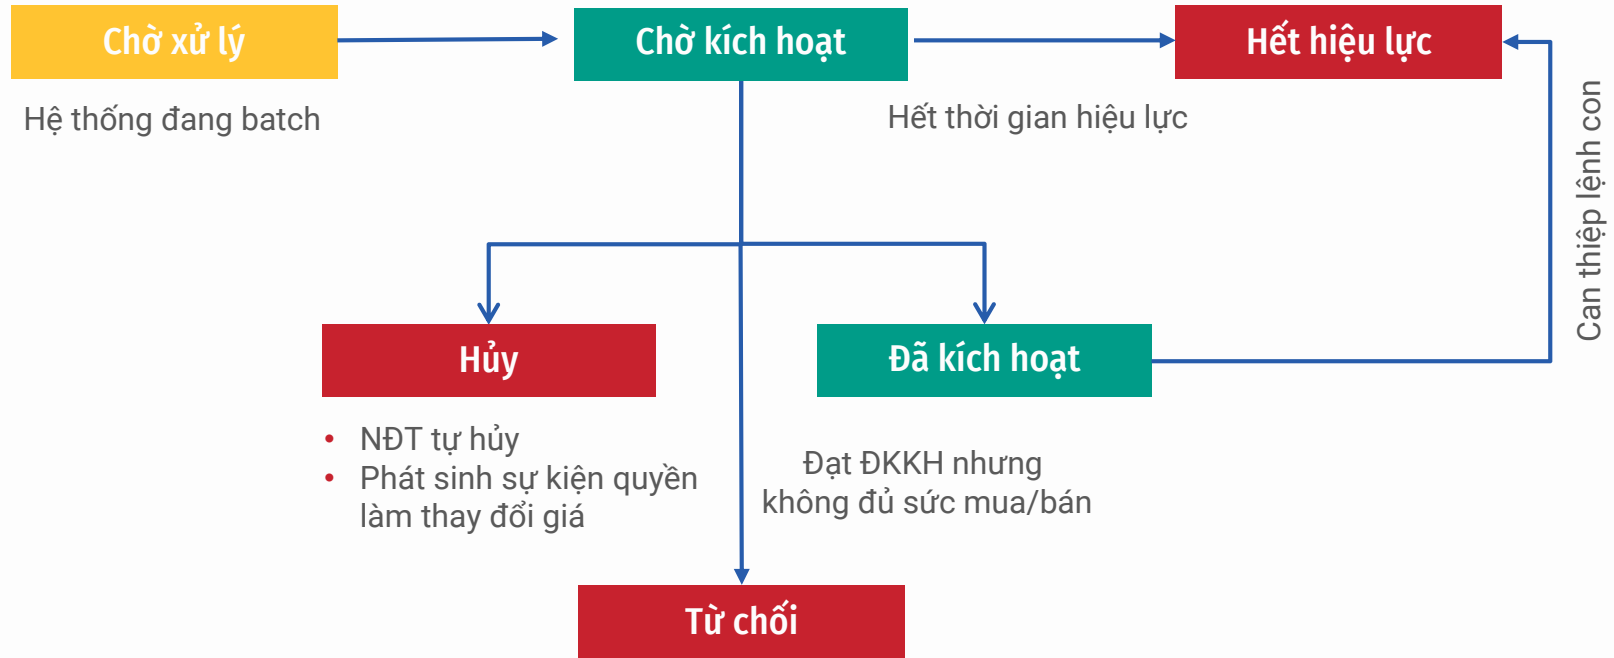 Chờ xử lý
Chờ kích hoạt
Hết hiệu lực
Hệ thống đang batch
Hết thời gian hiệu lực
Can thiệp lệnh con
Hủy
Đã kích hoạt
• NĐT tự hủy
• Phát sinh sự kiện quyền
làm thay đổi giá
Đạt ĐKKH nhưng
không đủ sức mua/bán
Từ chối